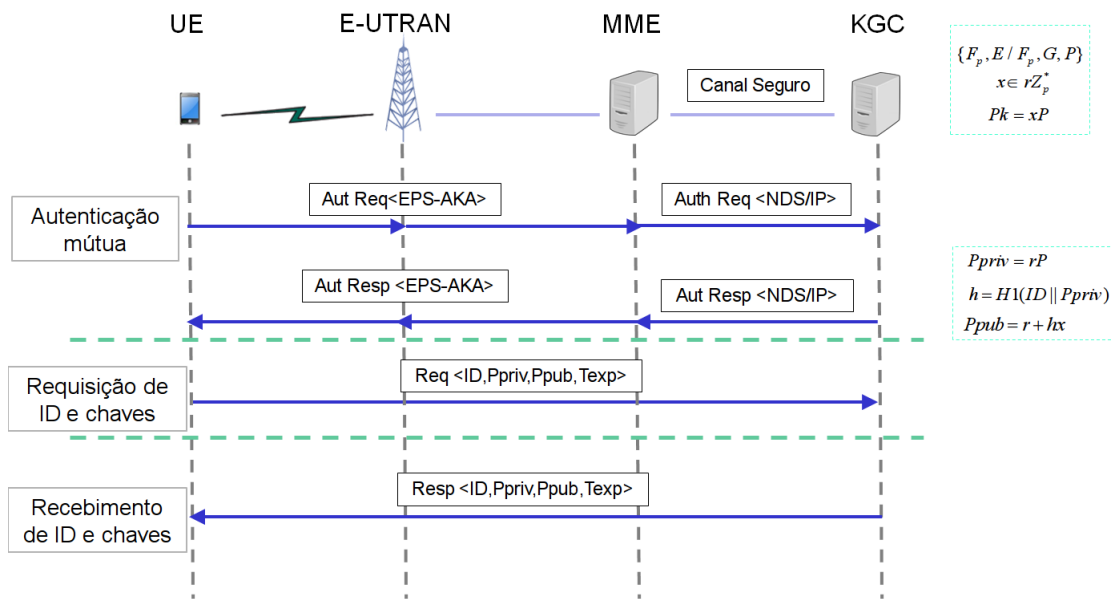 UE
E-UTRAN
MME
KGC
Canal Seguro
{F_p, E / F_p, G, P}
x ∈ rZ_p^*
Pk = xP
Autenticação
mútua
Aut Req<EPS-AKA>
Auth Req <NDS/IP>
Aut Resp <EPS-AKA>
Aut Resp <NDS/IP>
Ppriv = rP
h = H1(ID || Ppriv)
Ppub = r + hx
Requisição de
ID e chaves
Req <ID,Ppriv,Ppub,Texp>
Recebimento
de ID e chaves
Resp <ID,Ppriv,Ppub,Texp>